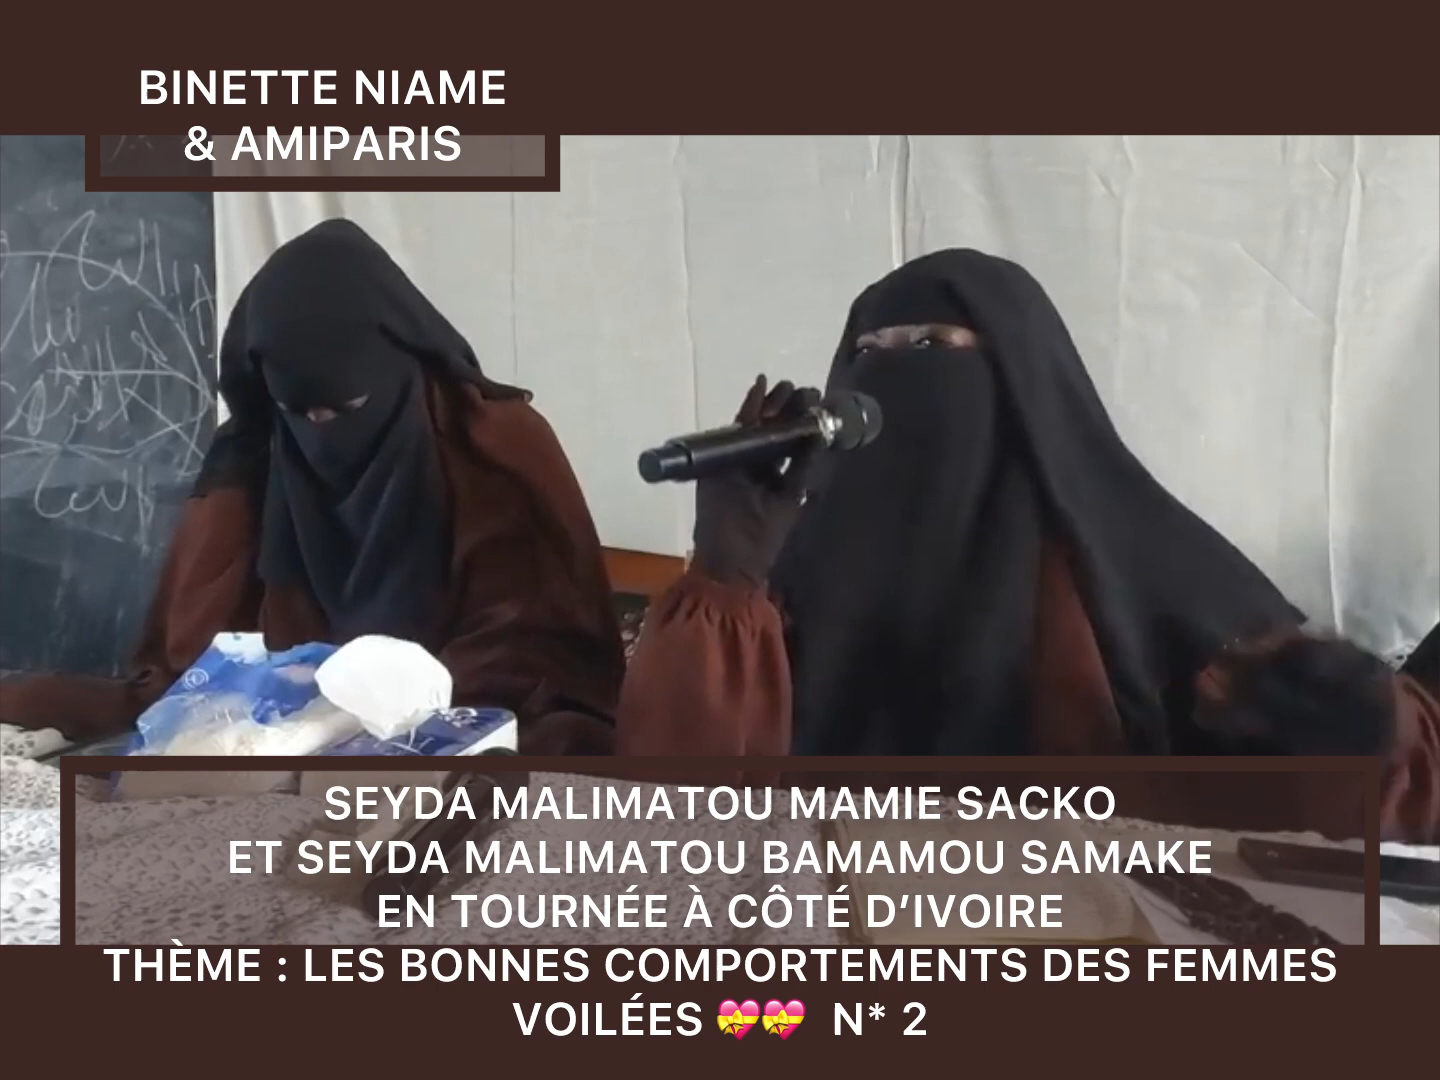 BINETTE NIAME
& AMIPARIS
SEYDA MALIMATOU MAMIE SACKO
ET SEYDA MALIMATOU BAMAMOU SAMAKE
EN TOURNÉE À CÔTÉ D’IVOIRE
THÈME : LES BONNES COMPORTEMENTS DES FEMMES
VOILÉES 💝💝 N* 2